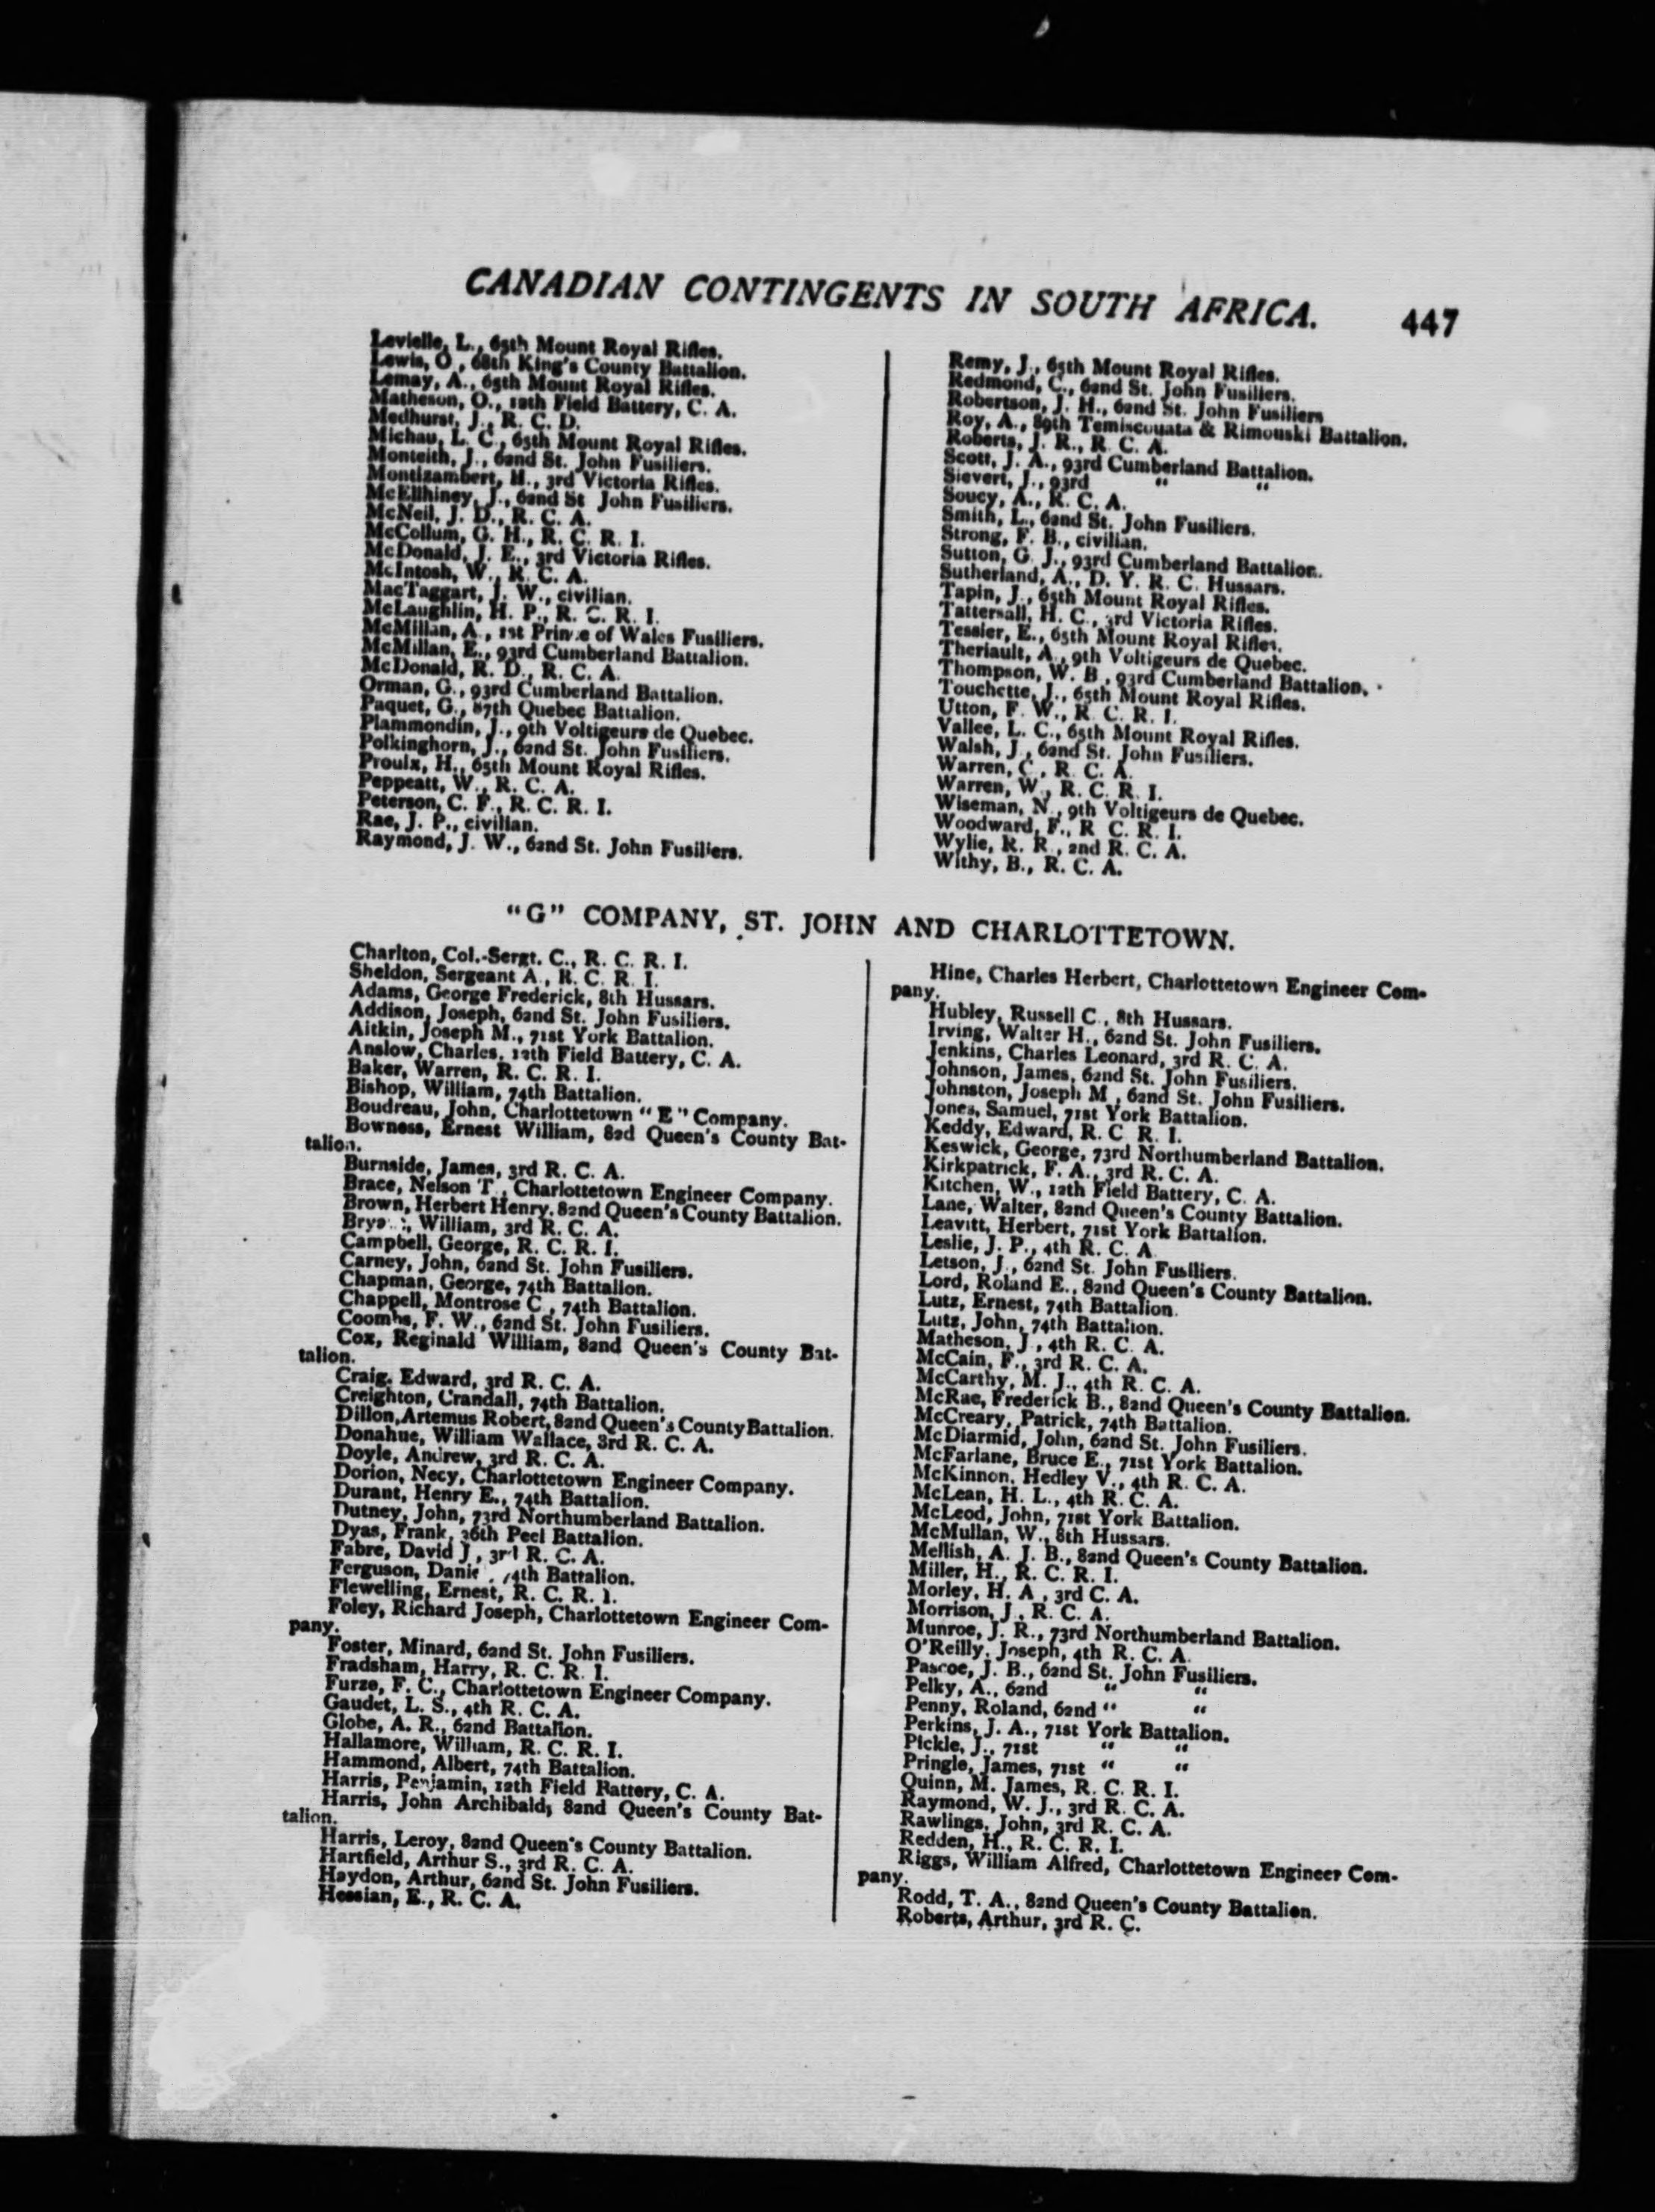 CANADIAN CONTINGENTS IN SOUTH AFRICA. 447
Levielle, L., 65th Mount Royal Rifles.
Lewis, O , 68th King's County Battalion.
Lemay, A., 65th Mount Royal Rifles.
Matheson, O., 12th Field Battery, C. A.
Medhurst, J., R. C. D.
Michau, L. C., 65th Mount Royal Rifles.
Monteith, J., 62nd St. John Fusiliers.
Montizambert, H., 3rd Victoria Rifles.
McElhiney, J., 62nd St John Fusiliers.
McNeil, J. D., R. C. A.
McCollum, G. H., R. C. R. I.
McDonald, J. E., 3rd Victoria Rifles.
McIntosh, W., R. C. A.
MacTaggart, J. W., civilian.
McLaughlin, H. P., R. C. R. I.
McMillan, A., 1st Prince of Wales Fusiliers.
McMillan, E., 93rd Cumberland Battalion.
McDonald, R. D., R. C. A.
Orman, G., 93rd Cumberland Battalion.
Paquet, G., 87th Quebec Battalion.
Plammondin, J., 9th Voltigeurs de Quebec.
Polkinghorn, J., 62nd St. John Fusiliers.
Proulx, H., 65th Mount Royal Rifles.
Peppeatt, W., R. C. A.
Peterson, C. F., R. C. R. I.
Rae, J. P., civilian.
Raymond, J. W., 62nd St. John Fusiliers.
Remy, J., 65th Mount Royal Rifles.
Redmond, C., 62nd St. John Fusiliers.
Robertson, J. H., 62nd St. John Fusiliers
Roy, A., 89th Temiscouata & Rimouski Battalion.
Roberts, J. R., R. C. A.
Scott, J. A., 93rd Cumberland Battalion.
Sievert, J., 93rd " "
Soucy, A., R. C. A.
Smith, L., 62nd St. John Fusiliers.
Strong, F. B., civilian.
Sutton, G. J., 93rd Cumberland Battalion.
Sutherland, A., D. Y. R. C. Hussars.
Tapin, J., 65th Mount Royal Rifles.
Tattersall, H. C., 3rd Victoria Rifles.
Tessier, E., 65th Mount Royal Rifles.
Theriault, A., 9th Voltigeurs de Quebec.
Thompson, W. B , 93rd Cumberland Battalion.
Touchette, J., 65th Mount Royal Rifles.
Utton, F. W., R. C. R. I.
Vallee, L. C., 65th Mount Royal Rifles.
Walsh, J., 62nd St. John Fusiliers.
Warren, C., R. C. A.
Warren, W., R. C. R. I.
Wiseman, N., 9th Voltigeurs de Quebec.
Woodward, F., R C. R. I.
Wylie, R. R., 2nd R. C. A.
Withy, B., R. C. A.
"G" COMPANY, ST. JOHN AND CHARLOTTETOWN.
Charlton, Col.-Sergt. C., R. C. R. I.
Sheldon, Sergeant A., R. C. R. I.
Adams, George Frederick, 8th Hussars.
Addison, Joseph, 62nd St. John Fusiliers.
Aitkin, Joseph M., 71st York Battalion.
Anslow, Charles, 12th Field Battery, C. A.
Baker, Warren, R. C. R. I.
Bishop, William, 74th Battalion.
Boudreau, John, Charlottetown "E" Company.
Bowness, Ernest William, 82d Queen's County Bat-
talion.
Burnside, James, 3rd R. C. A.
Brace, Nelson T., Charlottetown Engineer Company.
Brown, Herbert Henry, 82nd Queen's County Battalion.
William, 3rd R. C. A.
Campbell, George, R. C. R. I.
Carney, John, 62nd St. John Fusiliers.
Chapman, George, 74th Battalion.
Chappell, Montrose C , 74th Battalion.
Coombs, F. W., 62nd St. John Fusiliers.
Cox, Reginald William, 82nd Queen's County Bat-
talion.
Craig, Edward, 3rd R. C. A.
Creighton, Crandall, 74th Battalion.
Dillon, Artemus Robert, 82nd Queen's County Battalion.
Donahue, William Wallace, 3rd R. C. A.
Doyle, Andrew, 3rd R. C. A.
Dorion, Necy, Charlottetown Engineer Company.
Durant, Henry E., 74th Battalion.
Dutney, John, 73rd Northumberland Battalion.
Dyas, Frank, 36th Peel Battalion.
Fabre, David J., 3rd R. C. A.
Ferguson, 74th Battalion.
Flewelling, Ernest, R. C. R. I.
Foley, Richard Joseph, Charlottetown Engineer Com-
pany.
Foster, Minard, 62nd St. John Fusiliers.
Fradsham, Harry, R. C. R. I.
Furze, F. C., Charlottetown Engineer Company.
Gaudet, L. S., 4th R. C. A.
Globe, A. R., 62nd Battalion.
Hallamore, William, R. C. R. I.
Hammond, Albert, 74th Battalion.
Harris, Benjamin, 12th Field Battery, C. A.
Harris, John Archibald, 82nd Queen's County Bat-
talion.
Harris, Leroy, 82nd Queen's County Battalion.
Hartfield, Arthur S., 3rd R. C. A.
Haydon, Arthur, 62nd St. John Fusiliers.
Hessian, E., R. C. A.
Hine, Charles Herbert, Charlottetown Engineer Com-
pany.
Hubley, Russell C., 8th Hussars.
Irving, Walter H., 62nd St. John Fusiliers.
Jenkins, Charles Leonard, 3rd R. C. A.
Johnson, James, 62nd St. John Fusiliers.
Johnston, Joseph M , 62nd St. John Fusiliers.
Jones, Samuel, 71st York Battalion.
Keddy, Edward, R. C R. I.
Keswick, George, 73rd Northumberland Battalion.
Kirkpatrick, F. A., 3rd R. C. A.
Kitchen, W., 12th Field Battery, C. A.
Lane, Walter, 82nd Queen's County Battalion.
Leavitt, Herbert, 71st York Battalion.
Leslie, J. P., 4th R. C. A
Letson, J., 62nd St. John Fusiliers.
Lord, Roland E., 82nd Queen's County Battalion.
Lutz, Ernest, 74th Battalion.
Lutz, John, 74th Battalion.
Matheson, J., 4th R. C. A.
McCain, F., 3rd R. C. A.
McCarthy, M. J., 4th R. C. A.
McRae, Frederick B., 82nd Queen's County Battalion.
McCreary, Patrick, 74th Battalion.
McDiarmid, John, 62nd St. John Fusiliers.
McFarlane, Bruce E., 71st York Battalion.
McKinnon, Hedley V., 4th R. C. A.
McLean, H. L., 4th R. C. A.
McLeod, John, 71st York Battalion.
McMullan, W., 8th Hussars.
Mellish, A. J. B., 82nd Queen's County Battalion.
Miller, H., R. C. R. I.
Morley, H. A , 3rd C. A.
Morrison, J., R. C. A.
Munroe, J. R., 73rd Northumberland Battalion.
O'Reilly, Joseph, 4th R. C. A.
Pascoe, J. B., 62nd St. John Fusiliers.
Pelky, A., 62nd " "
Penny, Roland, 62nd " "
Perkins, J. A., 71st York Battalion.
Pickle, J., 71st " "
Pringle, James, 71st " "
Quinn, M. James, R. C. R. I.
Raymond, W. J., 3rd R. C. A.
Rawlings, John, 3rd R. C. A.
Redden, H., R. C. R. I.
Riggs, William Alfred, Charlottetown Engineer Com-
pany.
Rodd, T. A., 82nd Queen's County Battalion.
Roberts, Arthur, 3rd R. C.